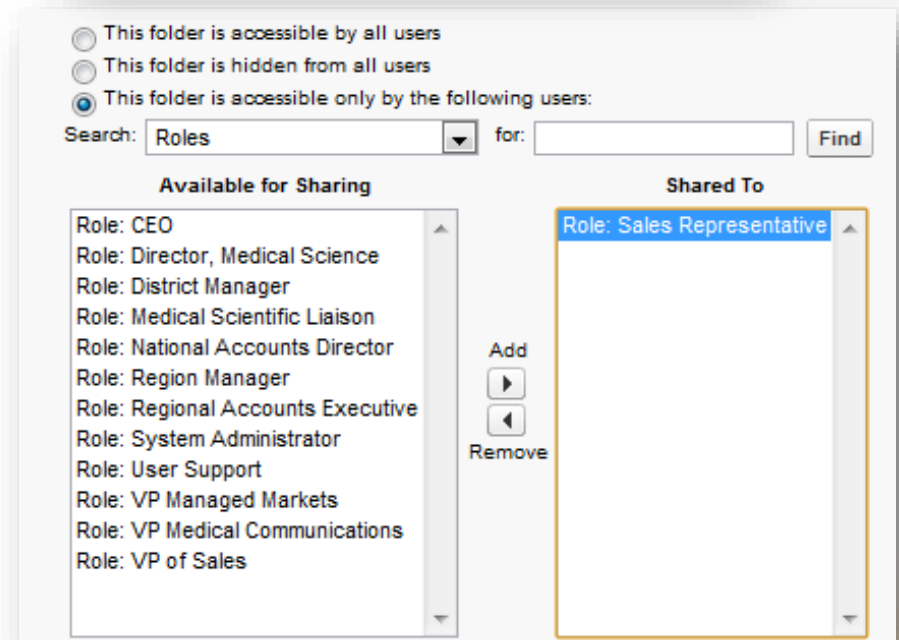 This folder is accessible by all users
This folder is hidden from all users
This folder is accessible only by the following users:
Search: Roles for: Find
Available for Sharing Shared To
Role: CEO Role: Sales Representative
Role: Director, Medical Science
Role: District Manager
Role: Medical Scientific Liaison
Role: National Accounts Director
Role: Region Manager
Role: Regional Accounts Executive
Role: System Administrator
Role: User Support
Role: VP Managed Markets
Role: VP Medical Communications
Role: VP of Sales
Add
Remove